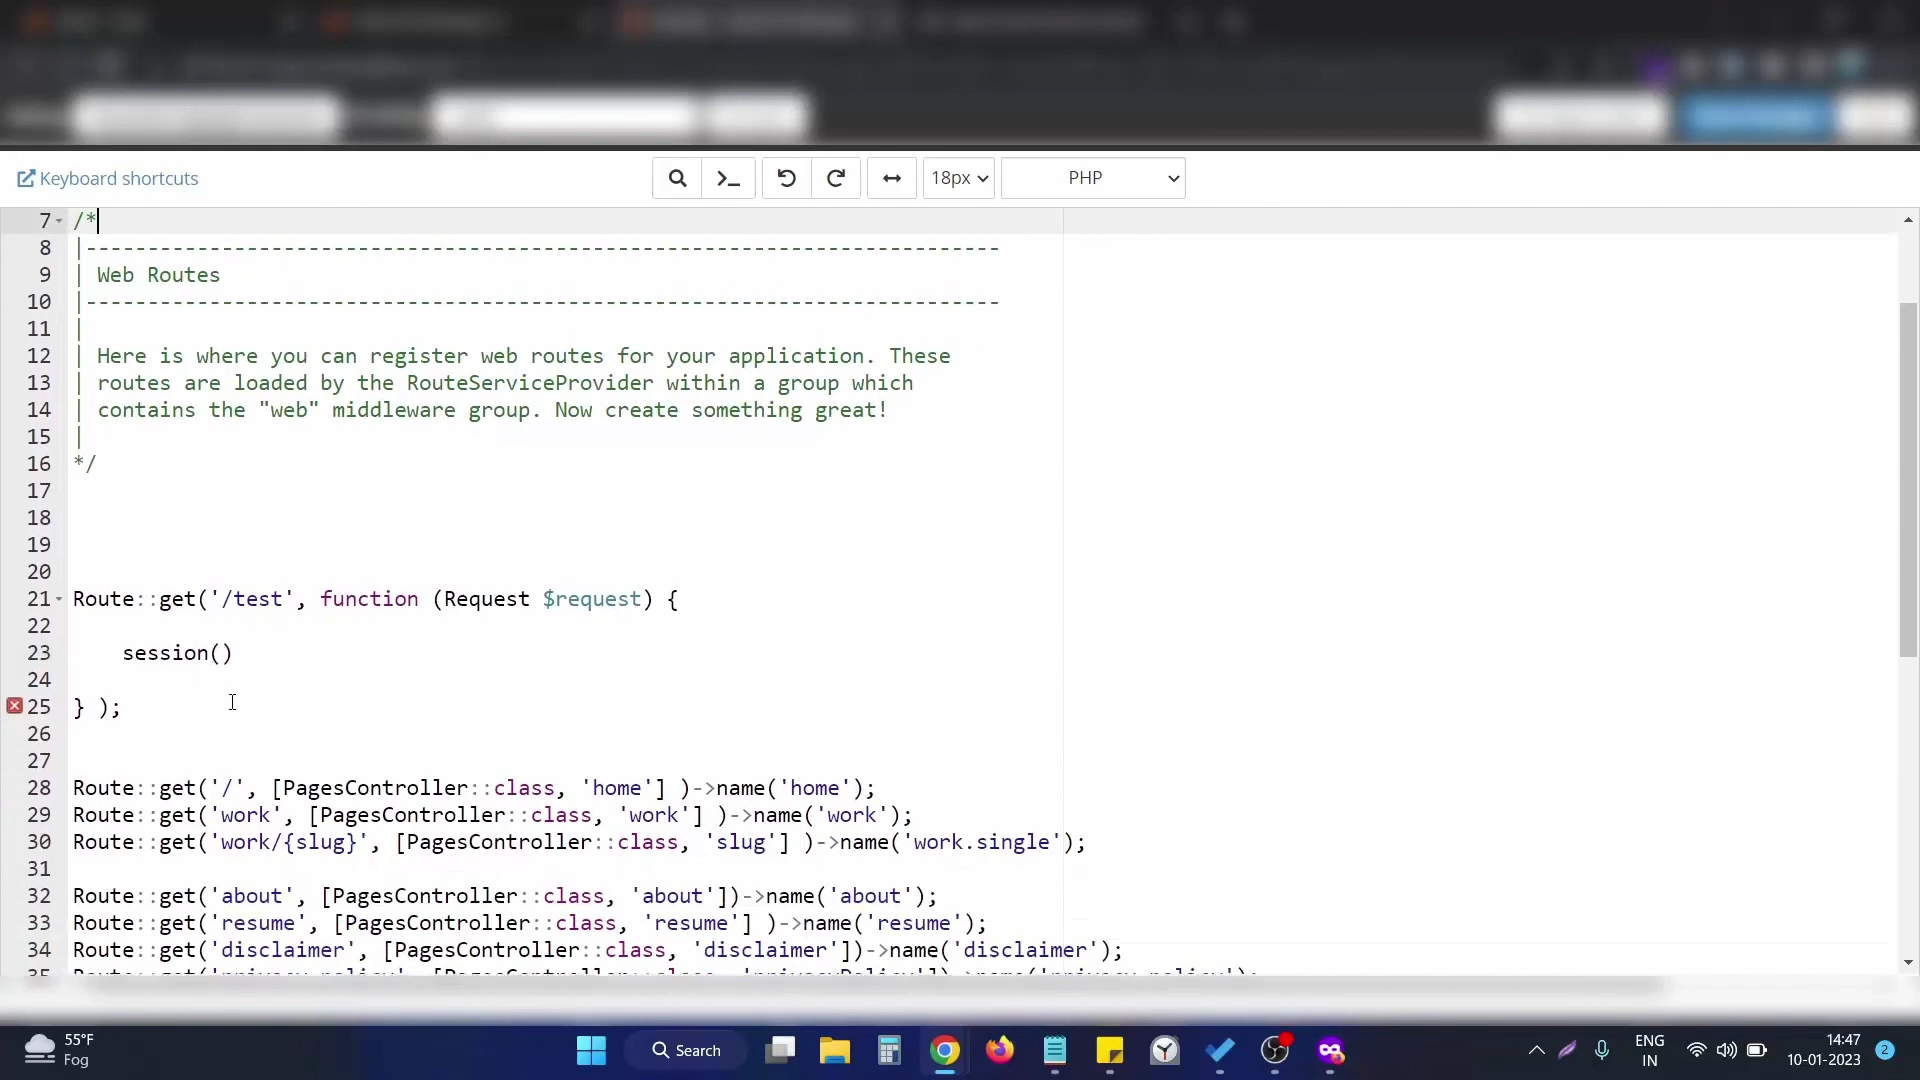 Keyboard shortcuts
18px
PHP
7 /*
8 |--------------------------------------------------------------------------
9 | Web Routes
10 |--------------------------------------------------------------------------
11 |
12 | Here is where you can register web routes for your application. These
13 | routes are loaded by the RouteServiceProvider within a group which
14 | contains the "web" middleware group. Now create something great!
15 |
16 */
17
18
19
20
21 Route::get('/test', function (Request $request) {
22
23 session()
24
25 } );
26
27
28 Route::get('/', [PagesController::class, 'home'] )->name('home');
29 Route::get('work', [PagesController::class, 'work'] )->name('work');
30 Route::get('work/{slug}', [PagesController::class, 'slug'] )->name('work.single');
31
32 Route::get('about', [PagesController::class, 'about'])->name('about');
33 Route::get('resume', [PagesController::class, 'resume'] )->name('resume');
34 Route::get('disclaimer', [PagesController::class, 'disclaimer'])->name('disclaimer');
55°F
Fog
Search
ENG
IN
14:47
10-01-2023
2